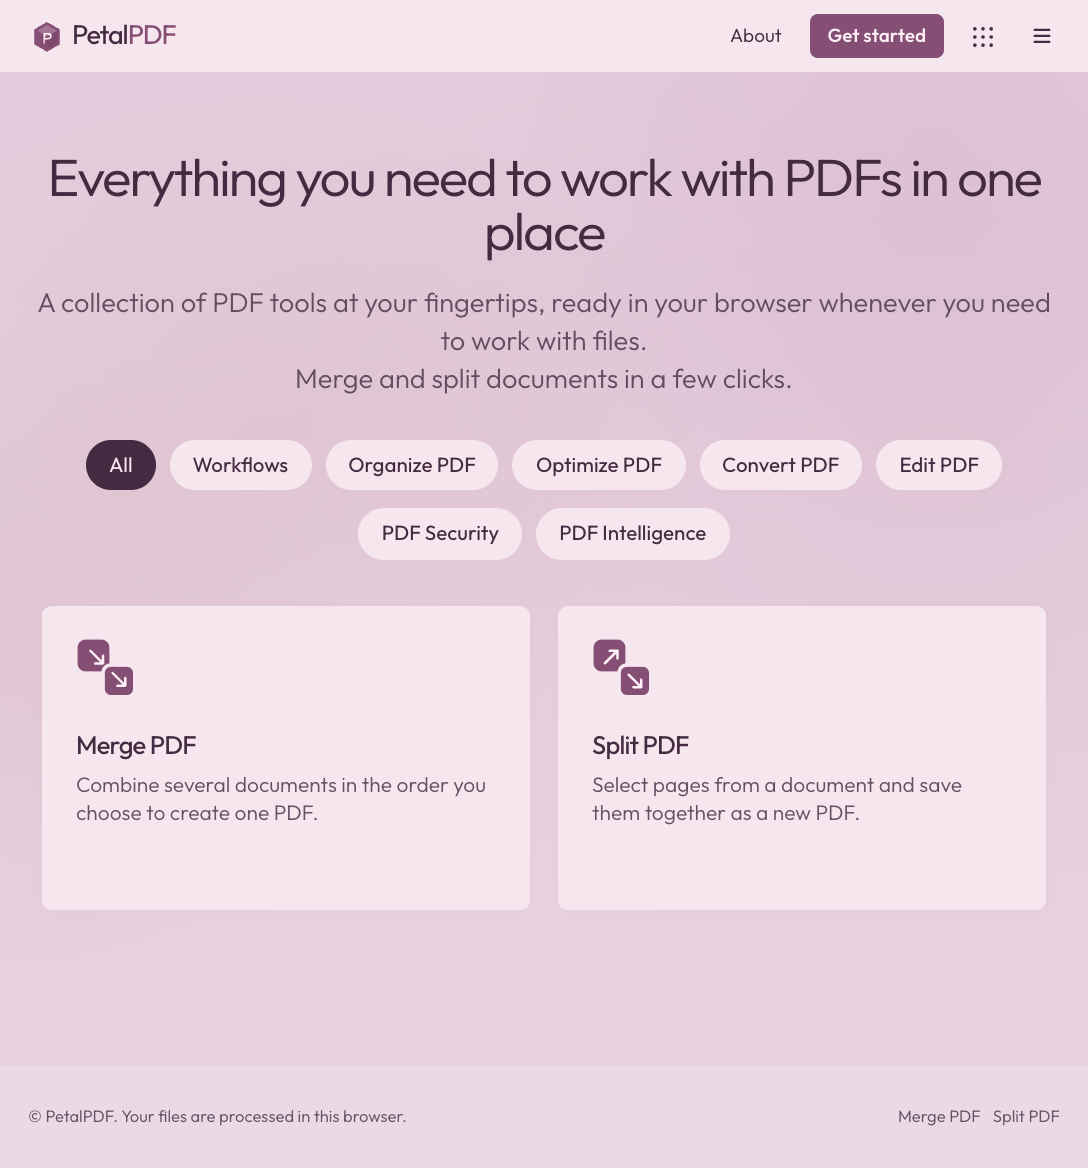 P PetalPDF
About
Get started
Everything you need to work with PDFs in one
place
A collection of PDF tools at your fingertips, ready in your browser whenever you need
to work with files.
Merge and split documents in a few clicks.
All
Workflows
Organize PDF
Optimize PDF
Convert PDF
Edit PDF
PDF Security
PDF Intelligence
Merge PDF
Combine several documents in the order you
choose to create one PDF.
Split PDF
Select pages from a document and save
them together as a new PDF.
© PetalPDF. Your files are processed in this browser.
Merge PDF
Split PDF